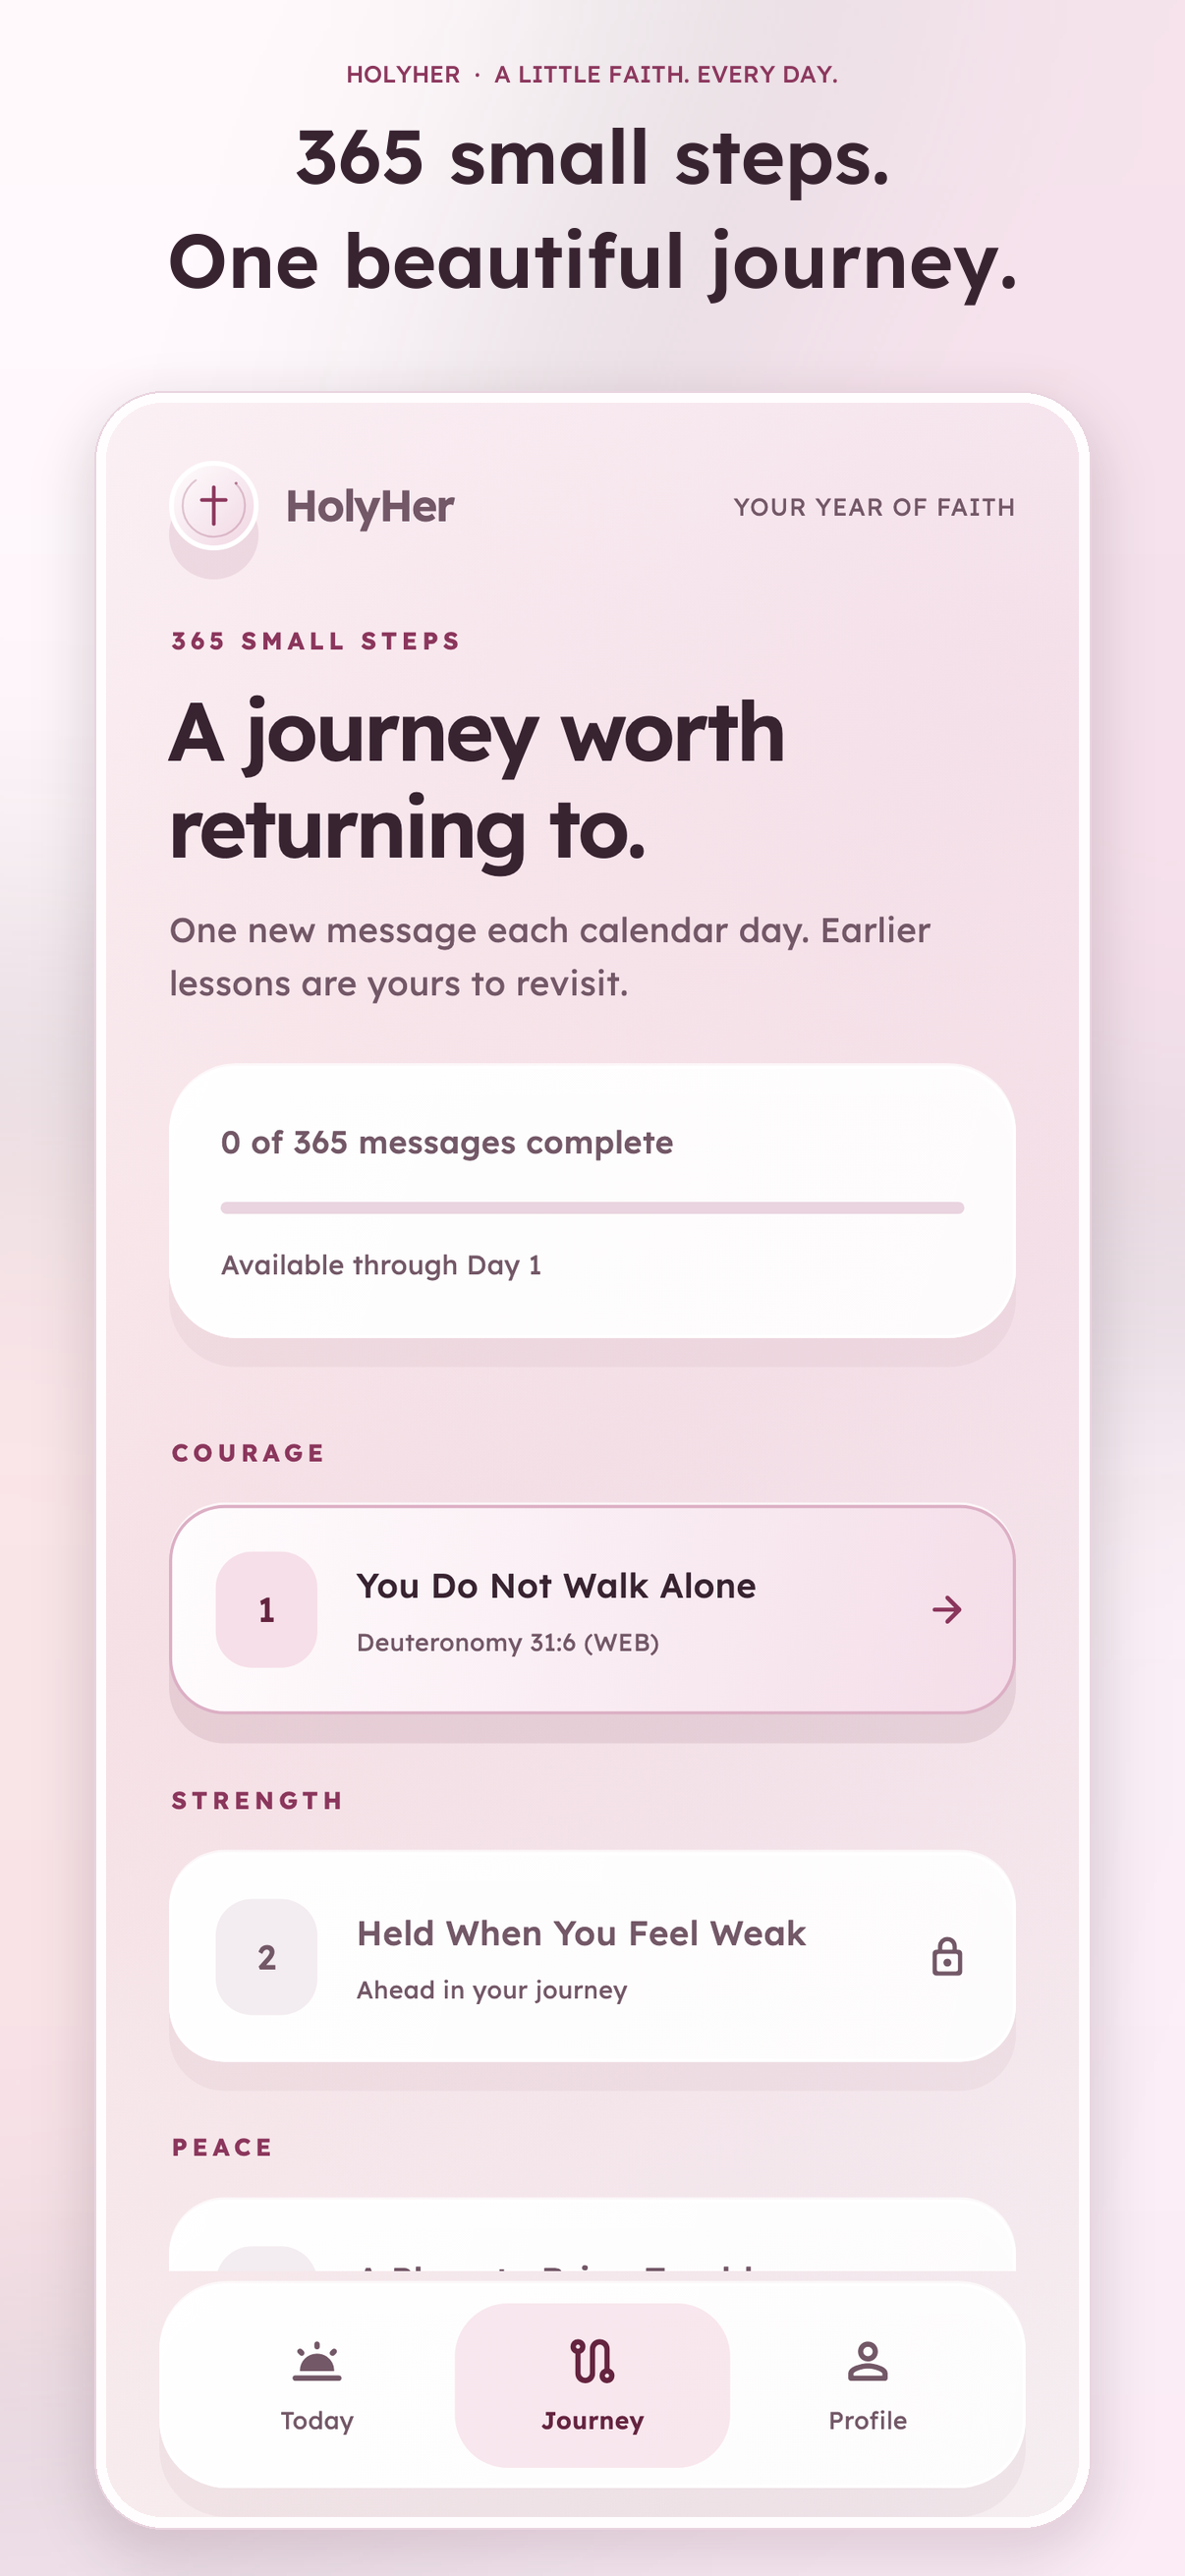 HOLYHER · A LITTLE FAITH. EVERY DAY.
365 small steps.
One beautiful journey.
HolyHer
YOUR YEAR OF FAITH
365 SMALL STEPS
A journey worth
returning to.
One new message each calendar day. Earlier
lessons are yours to revisit.
0 of 365 messages complete
Available through Day 1
COURAGE
1
You Do Not Walk Alone
Deuteronomy 31:6 (WEB)
STRENGTH
2
Held When You Feel Weak
Ahead in your journey
PEACE
Today
Journey
Profile